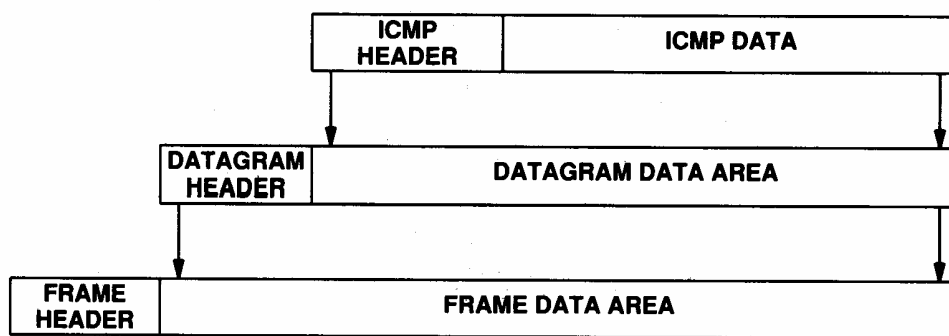 ICMP
HEADER
ICMP DATA
DATAGRAM
HEADER
DATAGRAM DATA AREA
FRAME
HEADER
FRAME DATA AREA